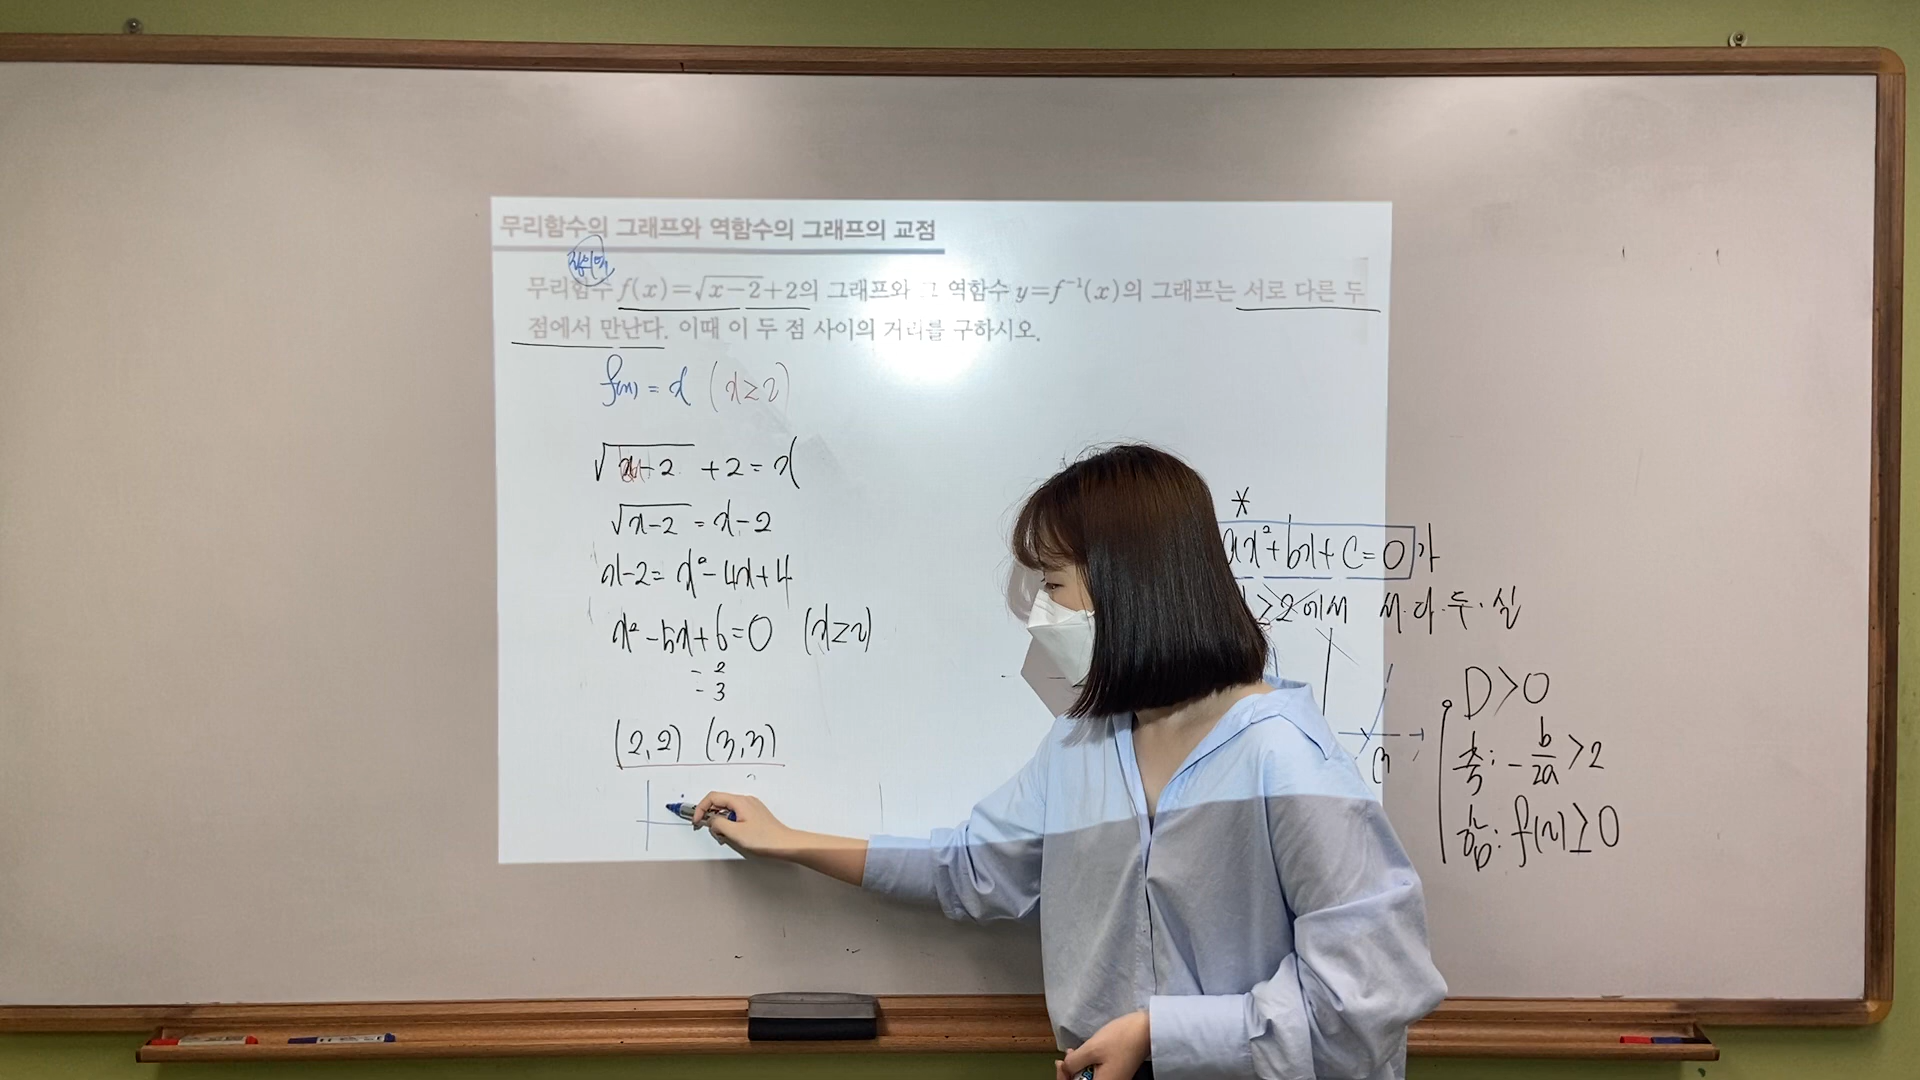 무리함수의 그래프와 역함수의 그래프의 교점
무리함수 f(x)=√x−2+2의 그래프와 그 역함수 y=f⁻¹(x)의 그래프는 서로 다른 두
점에서 만난다. 이때 이 두 점 사이의 거리를 구하시오.
f(x) = x (x≥2)
√x-2 + 2 = x
√x-2 = x-2
x-2 = x²-4x+4
x²-5x+6=0 (x≥2)
- 2
- 3
(2,2) (3,3)
*
ax²+bx+c=0 가
≥2에서 서·다·두·실
D>0
축: -b/2a >2
함: f(2)≥0